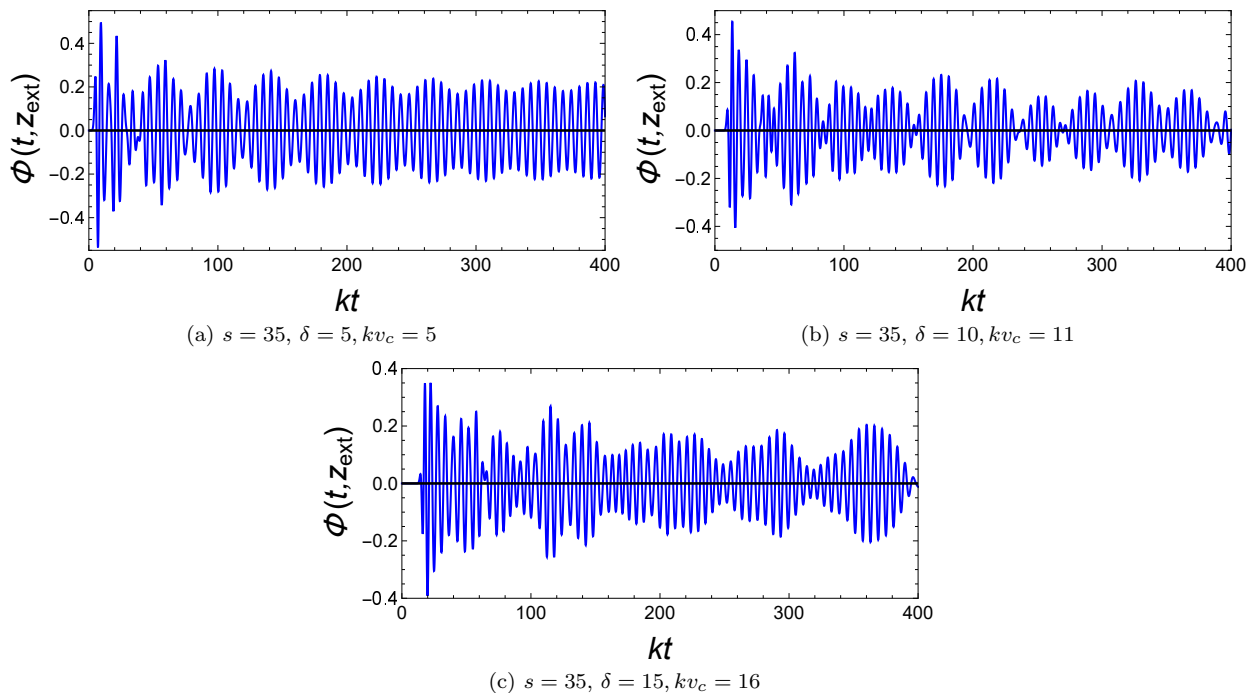 0.4
0.2
0.0
−0.2
−0.4
Φ(t,z_ext)
0 100 200 300 400
kt
(a) s = 35, δ = 5, kv_c = 5
0.4
0.2
0.0
−0.2
−0.4
Φ(t,z_ext)
0 100 200 300 400
kt
(b) s = 35, δ = 10, kv_c = 11
0.4
0.2
0.0
−0.2
−0.4
Φ(t,z_ext)
0 100 200 300 400
kt
(c) s = 35, δ = 15, kv_c = 16